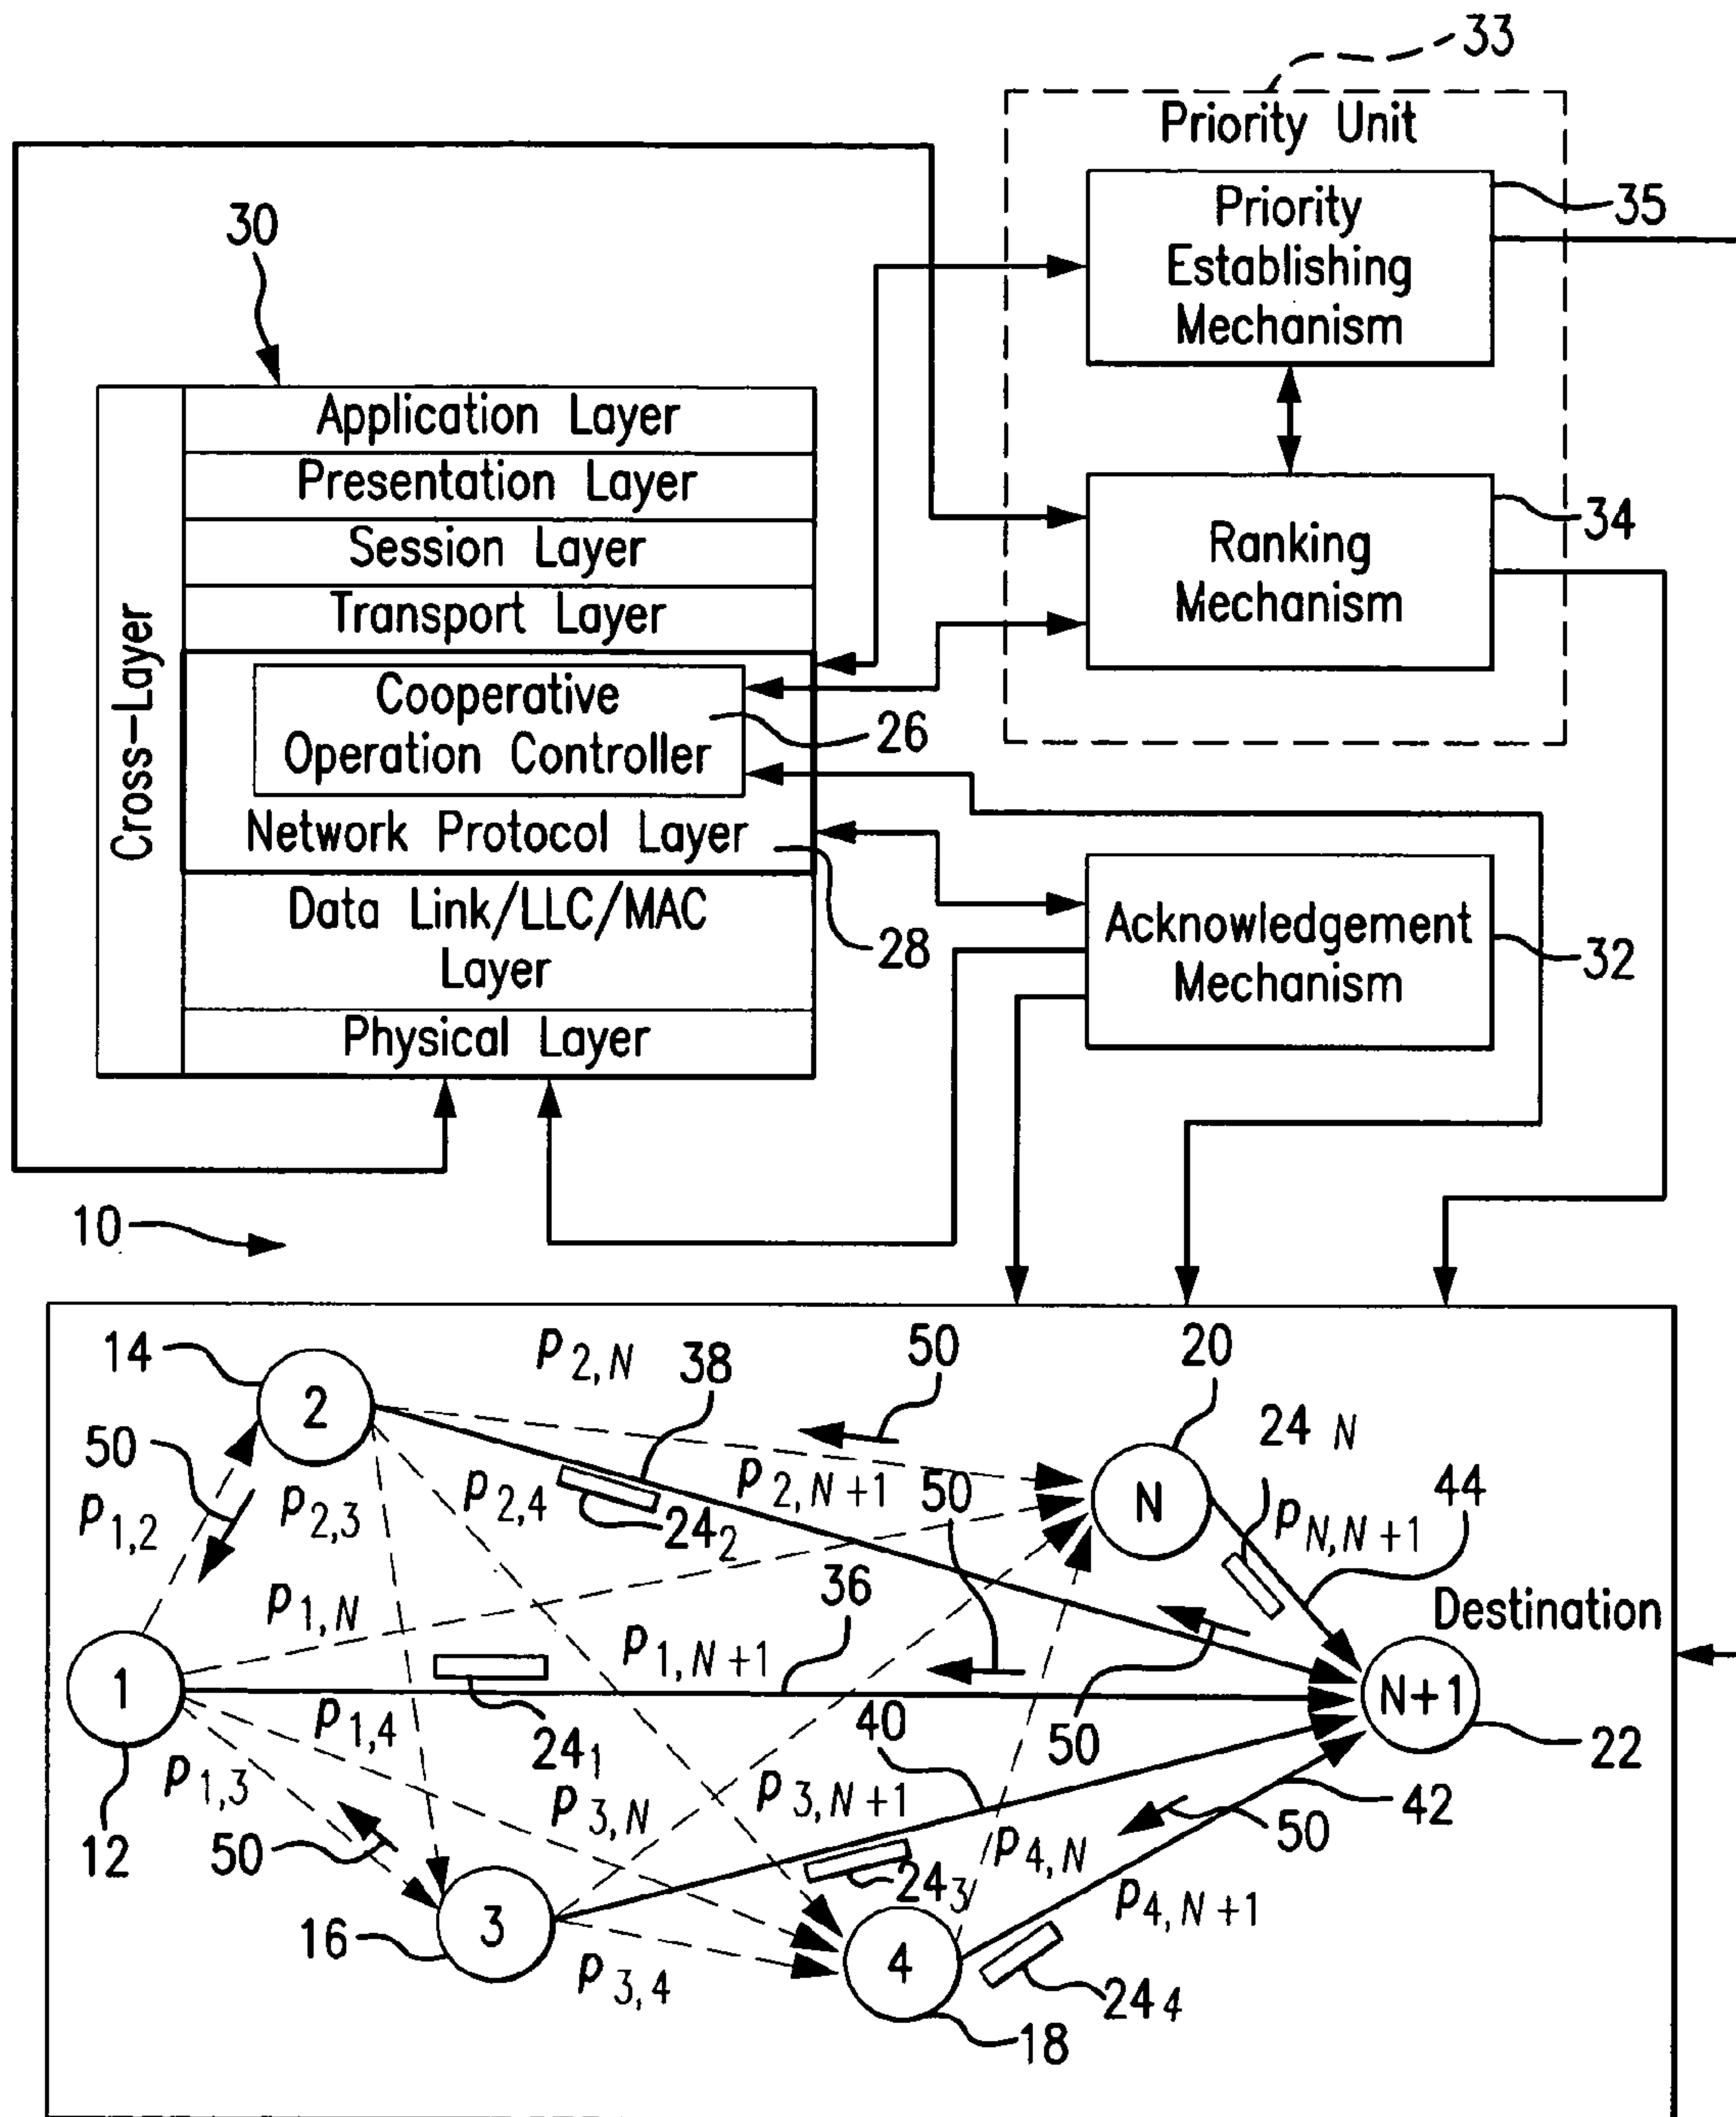 33
Priority Unit
Priority
Establishing
Mechanism
35
30
Application Layer
Presentation Layer
Session Layer
Transport Layer
Cross-Layer
Cooperative
Operation Controller
26
Network Protocol Layer
28
Data Link/LLC/MAC
Layer
Physical Layer
Ranking
Mechanism
34
Acknowledgement
Mechanism
32
10
14
2
P2,N
38
50
20
24 N
50
P1,2
P2,3
P2,4
24₂
P2,N+1
50
N
PN,N+1
44
Destination
P1,N
36
1
P1,N+1
N+1
22
P1,4
24₁
40
50
P1,3
12
50
P3,N
P3,N+1
42
50
P4,N
24₃
P4,N+1
16
3
P3,4
4
24₄
18